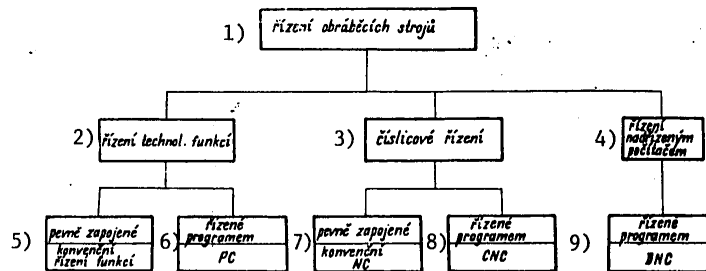 1) řízení obráběcích strojů
2) řízení technol. funkcí
3) číslicové řízení
4) řízení
nadřízeným
počítačem
5) pevně zapojené
konvenční
řízení funkcí
6) řízené
programem
PC
7) pevně zapojené
konvenční
NC
8) řízené
programem
CNC
9) řízené
programem
DNC